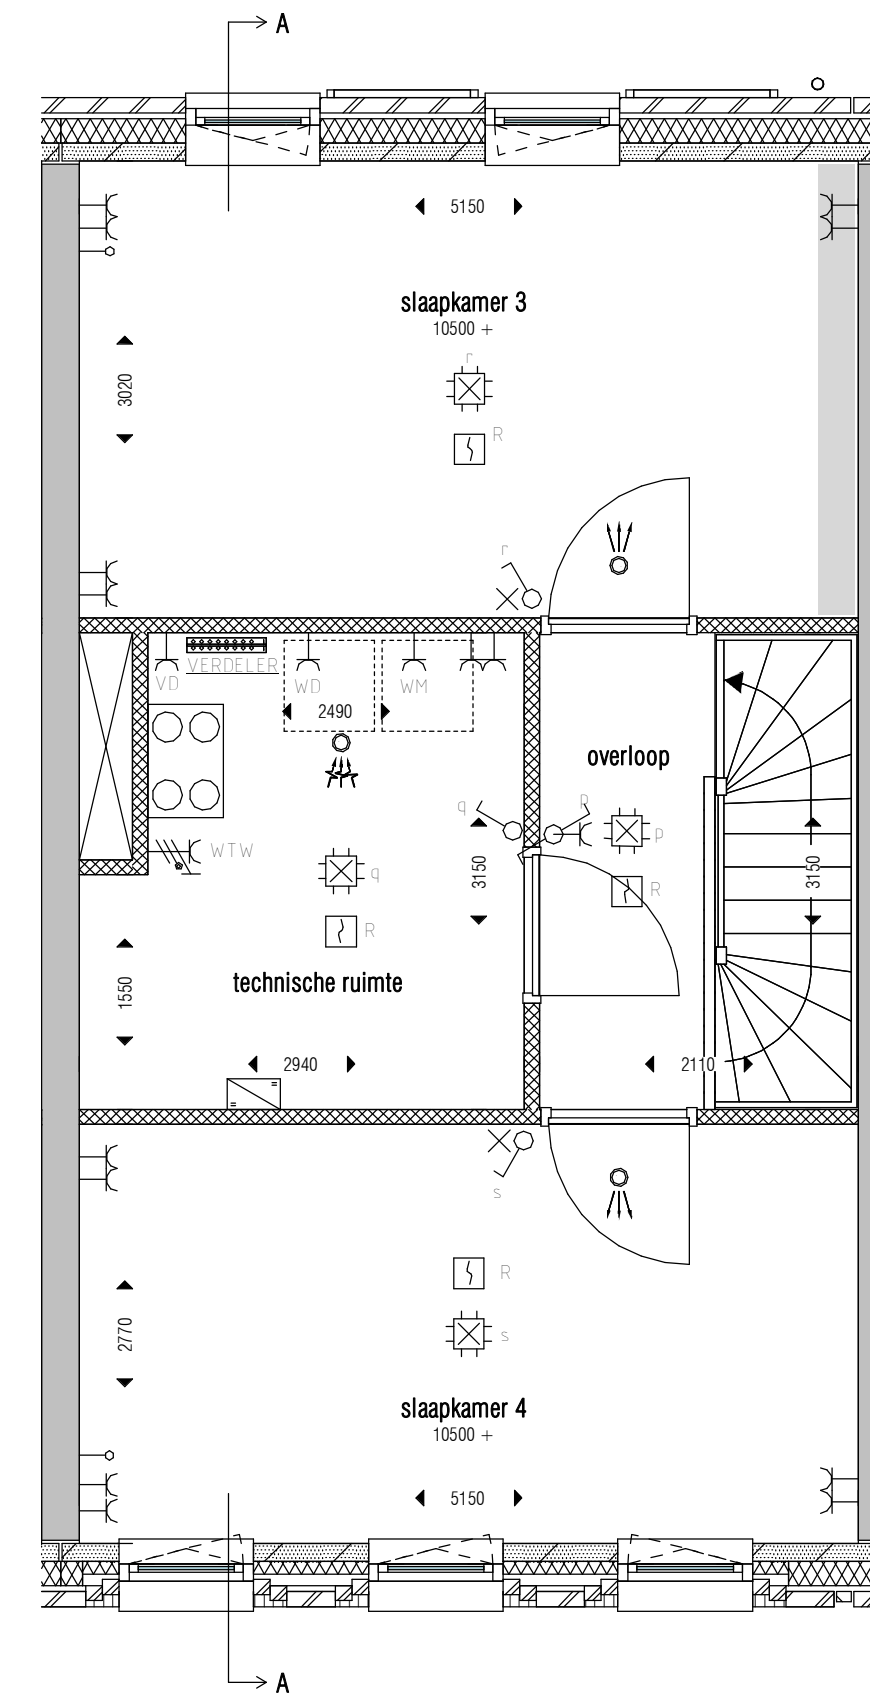 A
5150
slaapkamer 3
10500 +
r
3020
R
r
VERDELER
VD
WD
WM
2490
overloop
q
p
p
WTW
q
3150
3150
R
R
technische ruimte
1550
2940
2110
s
R
s
2770
slaapkamer 4
10500 +
5150
A